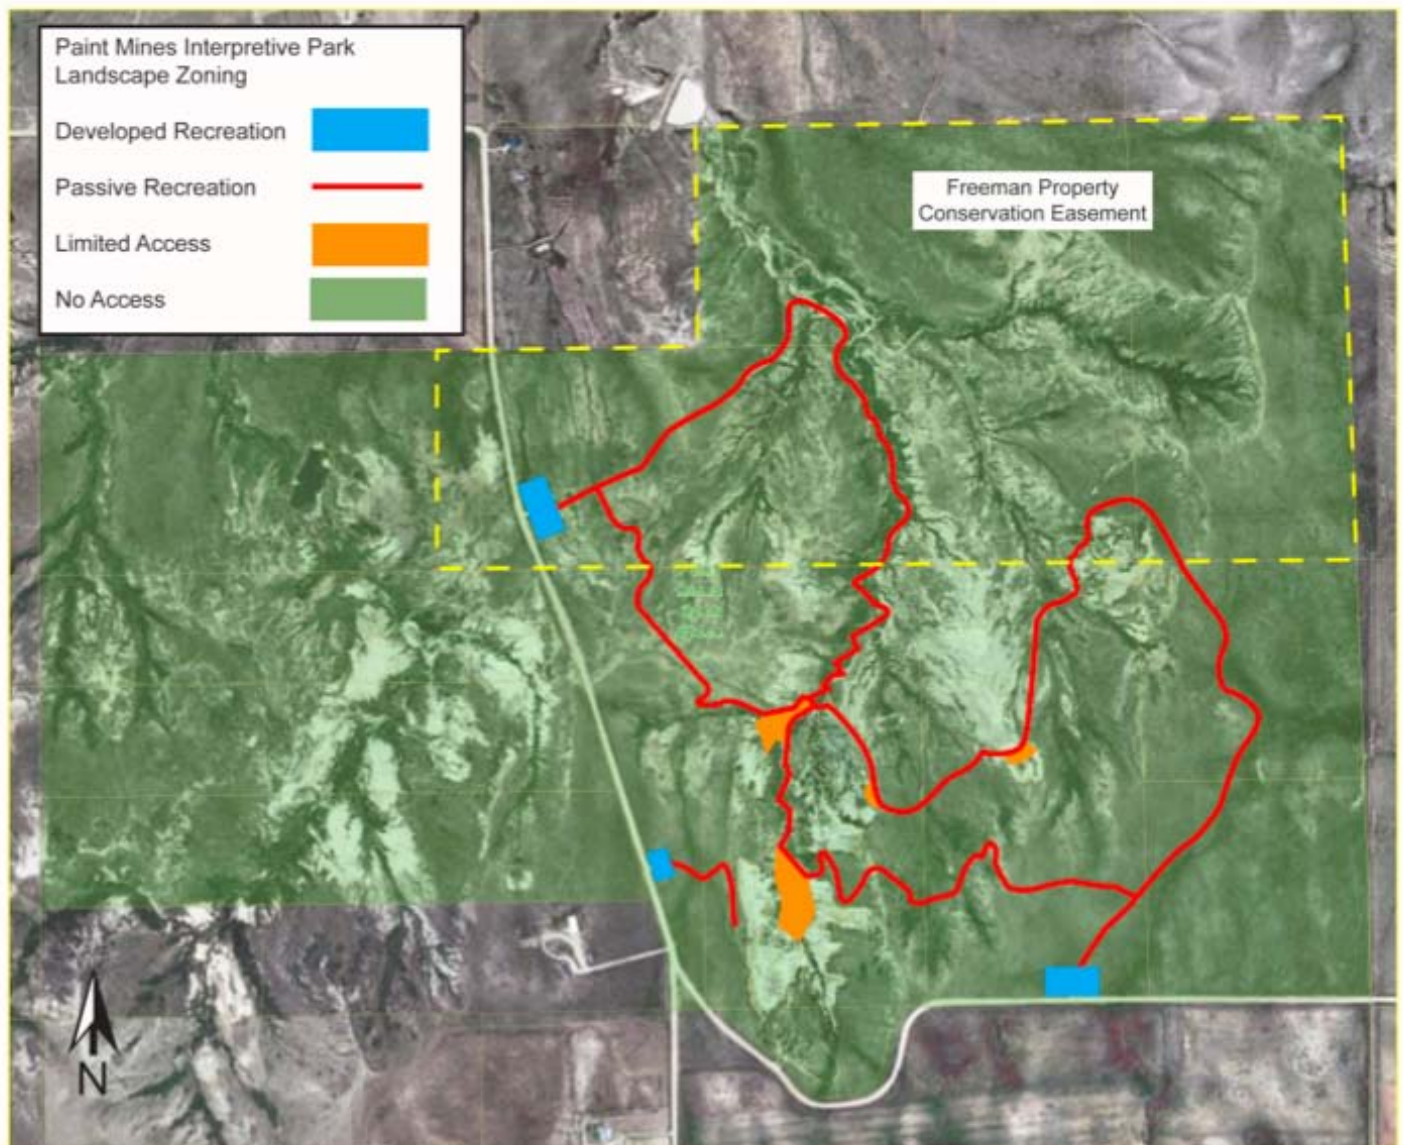 Paint Mines Interpretive Park
Landscape Zoning
Developed Recreation
Passive Recreation
Limited Access
No Access
Freeman Property
Conservation Easement
N